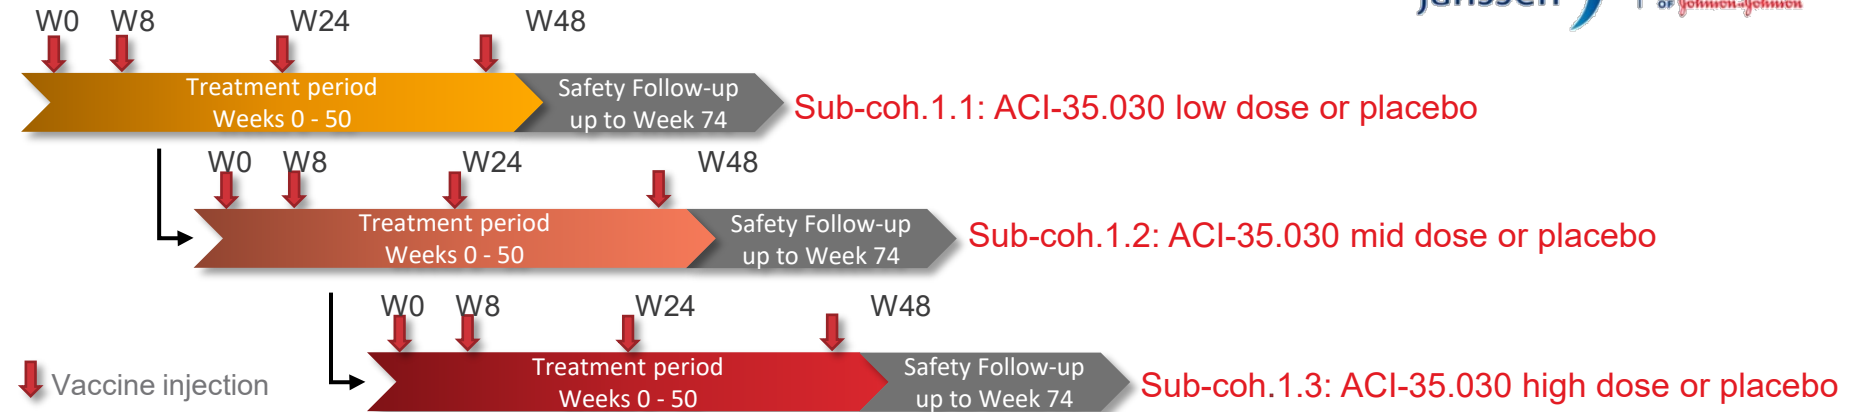 janssen
OF Johnson & Johnson
W0 W8 W24 W48
Treatment period
Weeks 0 - 50
Safety Follow-up
up to Week 74
Sub-coh.1.1: ACI-35.030 low dose or placebo
W0 W8 W24 W48
Treatment period
Weeks 0 - 50
Safety Follow-up
up to Week 74
Sub-coh.1.2: ACI-35.030 mid dose or placebo
W0 W8 W24 W48
Treatment period
Weeks 0 - 50
Safety Follow-up
up to Week 74
Sub-coh.1.3: ACI-35.030 high dose or placebo
Vaccine injection